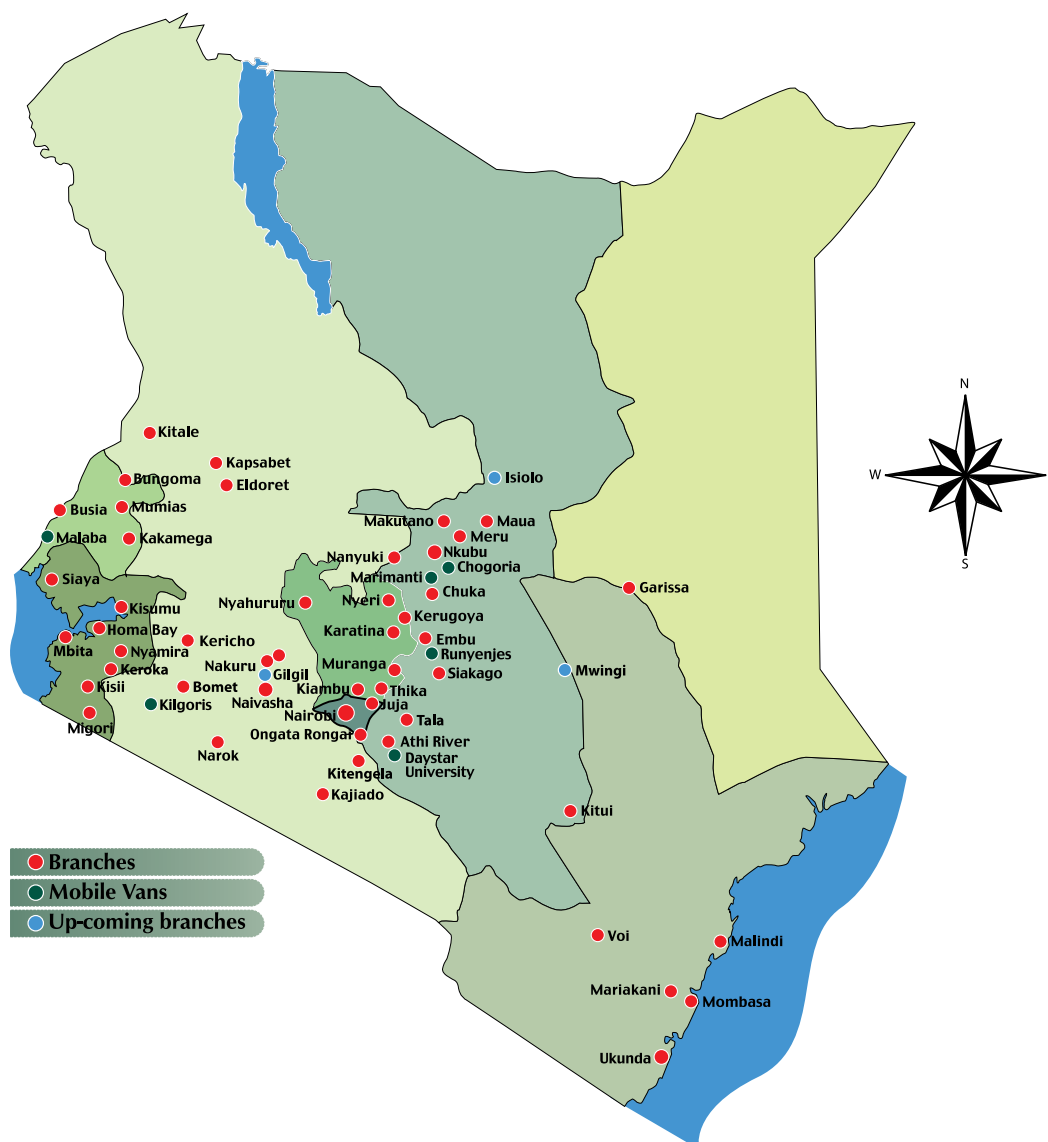 N
W
S
Kitale
Kapsabet
Bungoma
Eldoret
Isiolo
Busia
Mumias
Makutano
Maua
Malaba
Kakamega
Meru
Nkubu
Nanyuki
Chogoria
Siaya
Marimanti
Garissa
Chuka
Nyahururu
Nyeri
Kisumu
Kerugoya
Homa Bay
Karatina
Mbita
Kericho
Embu
Nyamira
Runyenjes
Nakuru
Muranga
Keroka
Gilgil
Siakago
Mwingi
Kisii
Bomet
Kiambu
Thika
Kilgoris
Naivasha
Juja
Nairobi
Migori
Tala
Ongata Rongar
Athi River
Narok
Daystar
University
Kitengela
Kajiado
Kitui
Branches
Mobile Vans
Up-coming branches
Voi
Malindi
Mariakani
Mombasa
Ukunda